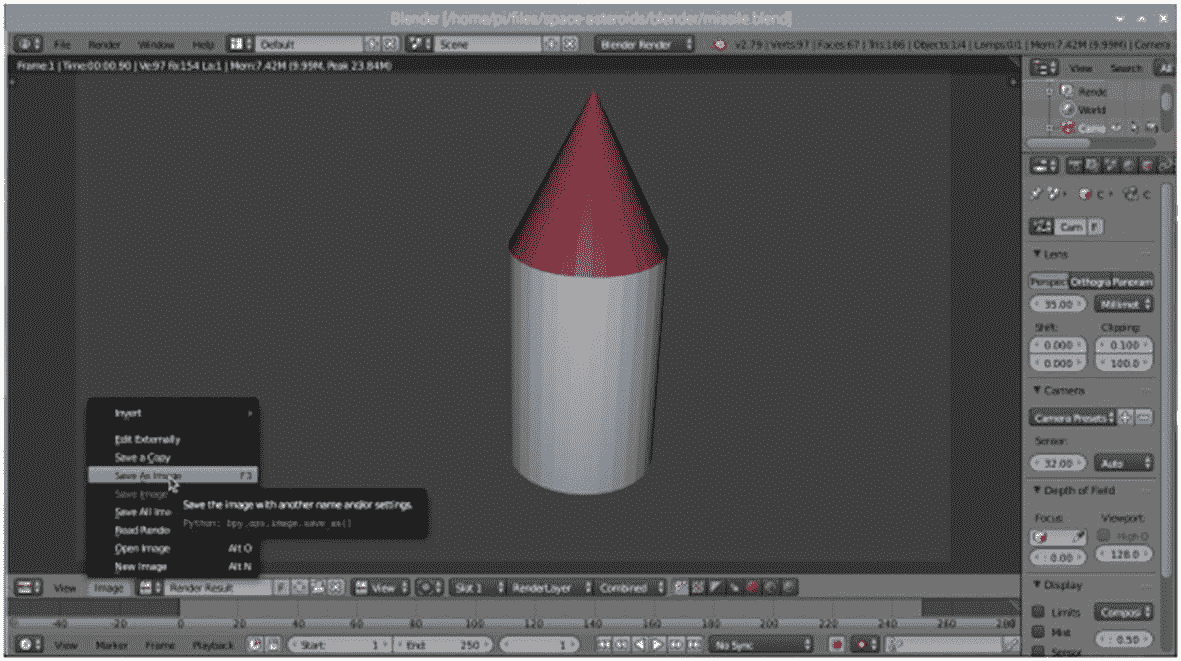 Blender [/home/pi/files/space-asteroids/blender/missile.blend]
File Render Window Help Default Scene Blender Render v2.79 | Verts:97 | Faces:67 | Tris:186 | Objects:1/4 | Lamps:0/1 | Mem:7.42M (9.99M) | Camera
Frame:1 | Time:00:00.90 | Ve:97 Fa:154 La:1 | Mem:7.42M (9.99M, Peak 23.84M)
View Search All
Rende
World
Came
C C
Cam F
Lens
Perspec Orthogra Panoram
35.00 Millimet
Shift: Clipping:
0.000 0.100
0.000 100.0
Camera
Camera Presets
Sensor:
32.00 Auto
Depth of Field
Focus: Viewport:
High Q
0.00 128.0
Display
Limits Composi
Mist 0.50
Sensor
Invert
Edit Externally
Save a Copy
Save As Image F3
Save Image
Save All Ima
Read Rende
Open Image Alt O
New Image Alt N
Save the image with another name and/or settings.
Python: bpy.ops.image.save_as()
View Image Render Result F View Slot 1 RenderLayer Combined
-40 -20 0 20 40 60 80 100 120 140 160 180 200 220 240 260 280
View Marker Frame Playback Start: 1 End 250 1 No Sync